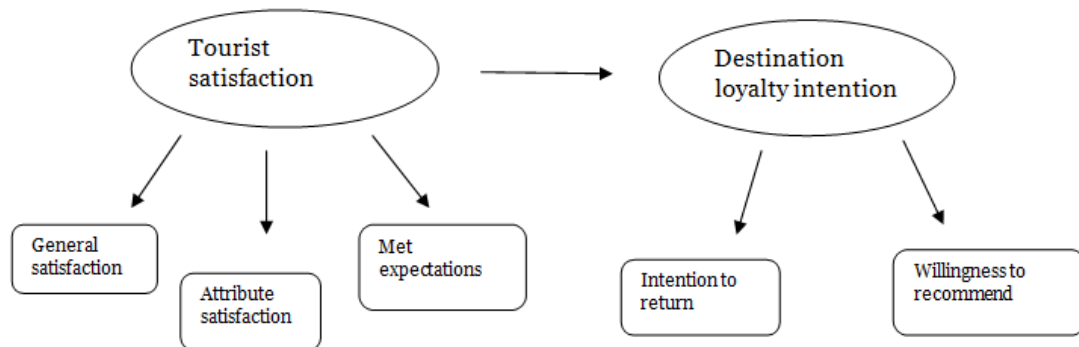 Tourist
satisfaction
Destination
loyalty intention
General
satisfaction
Attribute
satisfaction
Met
expectations
Intention to
return
Willingness to
recommend